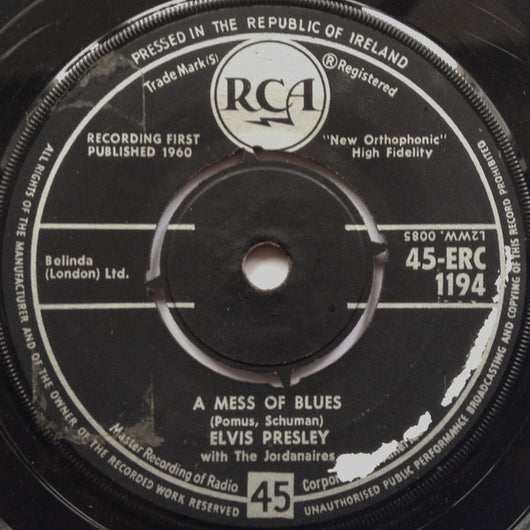 PRESSED IN THE REPUBLIC OF IRELAND
Trade Mark(s)
® Registered
RCA
RECORDING FIRST
PUBLISHED 1960
"New Orthophonic"
High Fidelity
L2WW. 0085
Belinda
(London) Ltd.
45-ERC
1194
A MESS OF BLUES
(Pomus, Schuman)
ELVIS PRESLEY
with The Jordanaires
Master Recording of Radio
45
ALL RIGHTS OF THE MANUFACTURER AND OF THE OWNER OF THE RECORDED WORK RESERVED
UNAUTHORISED PUBLIC PERFORMANCE BROADCASTING AND COPYING OF THIS RECORD PROHIBITED